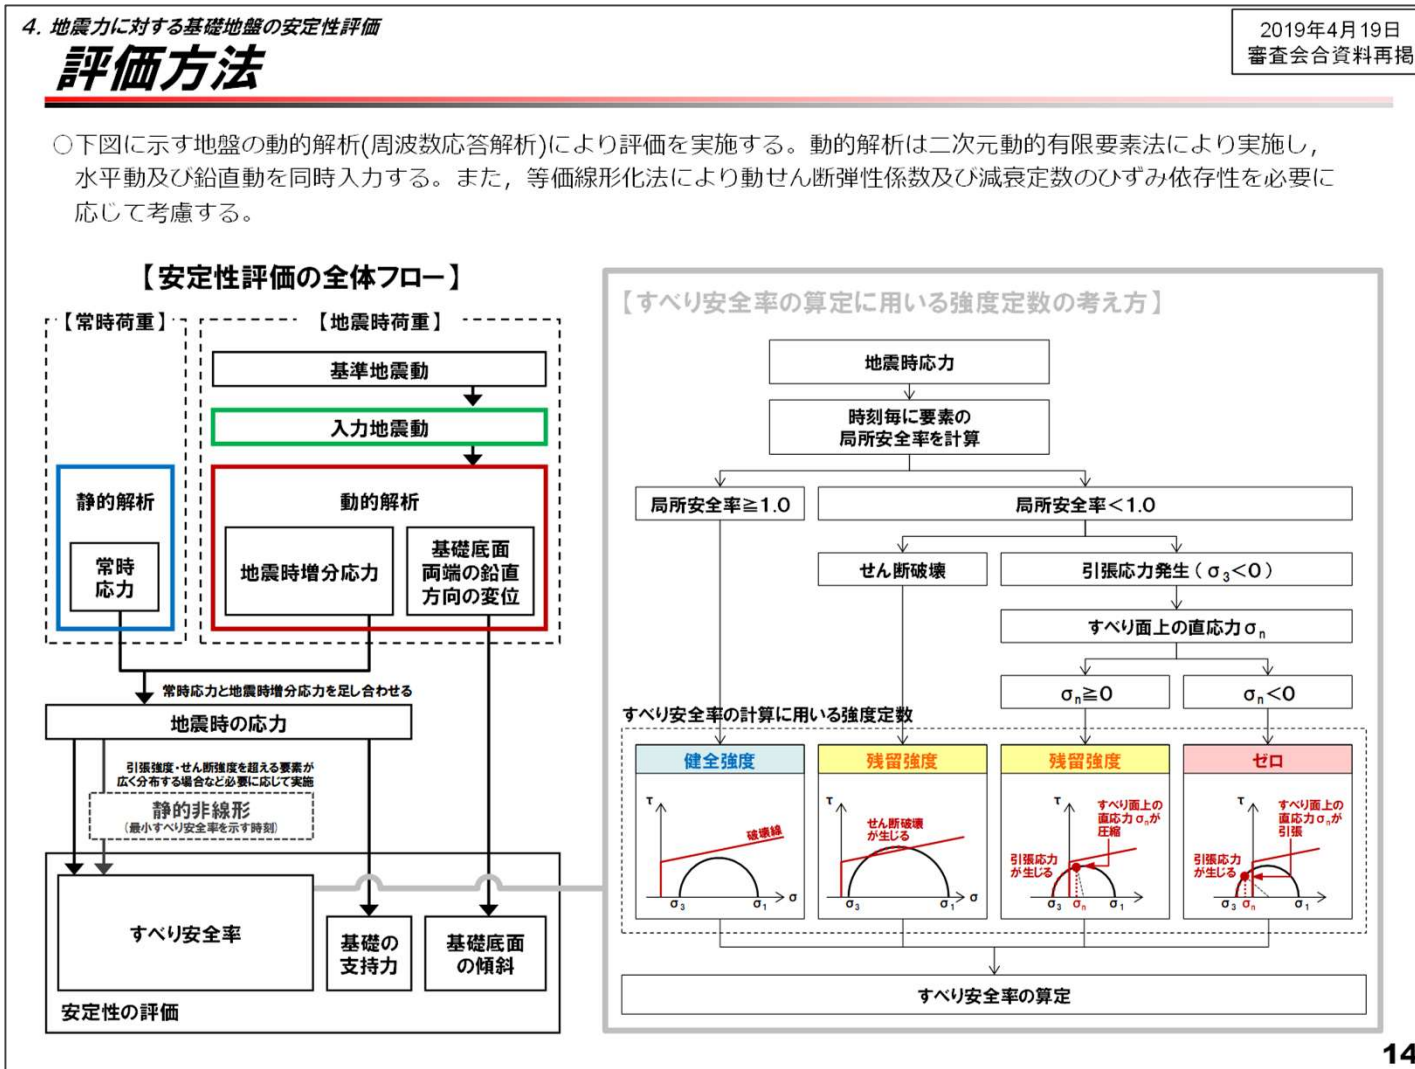 4. 地震力に対する基礎地盤の安定性評価
評価方法
2019年4月19日
審査会合資料再掲
○下図に示す地盤の動的解析(周波数応答解析)により評価を実施する。動的解析は二次元動的有限要素法により実施し，
水平動及び鉛直動を同時入力する。また，等価線形化法により動せん断弾性係数及び減衰定数のひずみ依存性を必要に
応じて考慮する。
【安定性評価の全体フロー】
【常時荷重】
【地震時荷重】
基準地震動
入力地震動
静的解析
常時
応力
動的解析
地震時増分応力
基礎底面
両端の鉛直
方向の変位
常時応力と地震時増分応力を足し合わせる
地震時の応力
引張強度・せん断強度を超える要素が
広く分布する場合など必要に応じて実施
静的非線形
(最小すべり安全率を示す時刻)
すべり安全率
基礎の
支持力
基礎底面
の傾斜
安定性の評価
【すべり安全率の算定に用いる強度定数の考え方】
地震時応力
時刻毎に要素の
局所安全率を計算
局所安全率≧1.0
局所安全率＜1.0
せん断破壊
引張応力発生（σ3＜0）
すべり面上の直応力σn
σn≧0
σn＜0
すべり安全率の計算に用いる強度定数
健全強度
τ
破壊線
σ3
σ1
σ
残留強度
τ
せん断破壊
が生じる
σ3
σ1
σ
残留強度
τ
すべり面上の
直応力σnが
圧縮
引張応力
が生じる
σ3
σn
σ1
σ
ゼロ
τ
すべり面上の
直応力σnが
引張
引張応力
が生じる
σ3
σn
σ1
σ
すべり安全率の算定
14